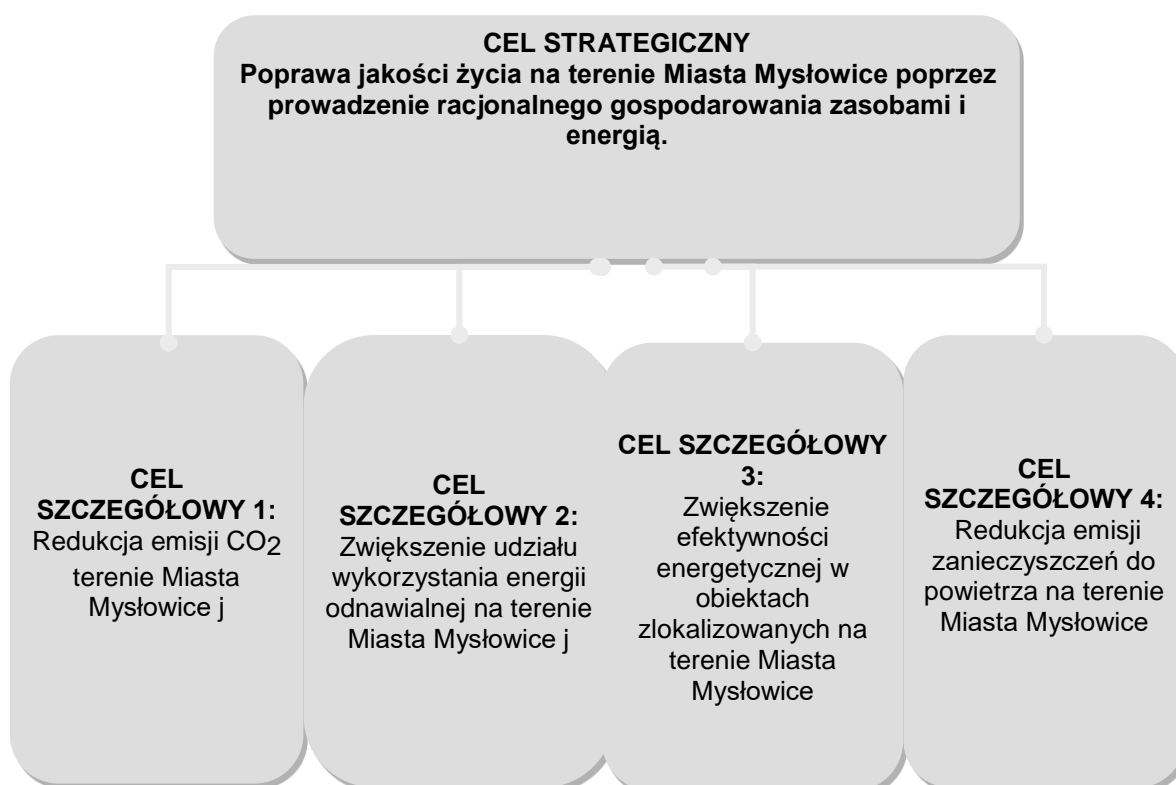 CEL STRATEGICZNY
Poprawa jakości życia na terenie Miasta Mysłowice poprzez
prowadzenie racjonalnego gospodarowania zasobami i
energią.
CEL
SZCZEGÓŁOWY 1:
Redukcja emisji CO2
terenie Miasta
Mysłowice j
CEL
SZCZEGÓŁOWY 2:
Zwiększenie udziału
wykorzystania energii
odnawialnej na terenie
Miasta Mysłowice j
CEL SZCZEGÓŁOWY
3:
Zwiększenie
efektywności
energetycznej w
obiektach
zlokalizowanych na
terenie Miasta
Mysłowice
CEL
SZCZEGÓŁOWY 4:
Redukcja emisji
zanieczyszczeń do
powietrza na terenie
Miasta Mysłowice